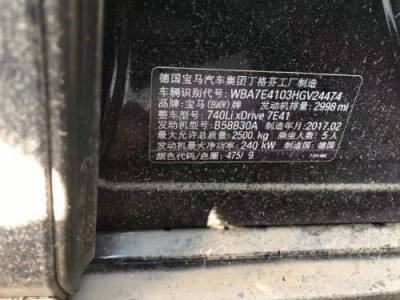 德国宝马汽车集团丁格芬工厂制造
车辆识别代号: WBA7E4103HGV24474
品牌: 宝马(BMW)牌 发动机排量: 2998 ml
整车型号: 740Li xDrive 7E41
发动机型号: B58B30A 制造年月: 2017.02
最大允许总质量: 2500 kg 乘坐人数: 5 人
发动机最大净功率: 240 kW 制造国: 德国
颜色代码/色圈: 475/ 9